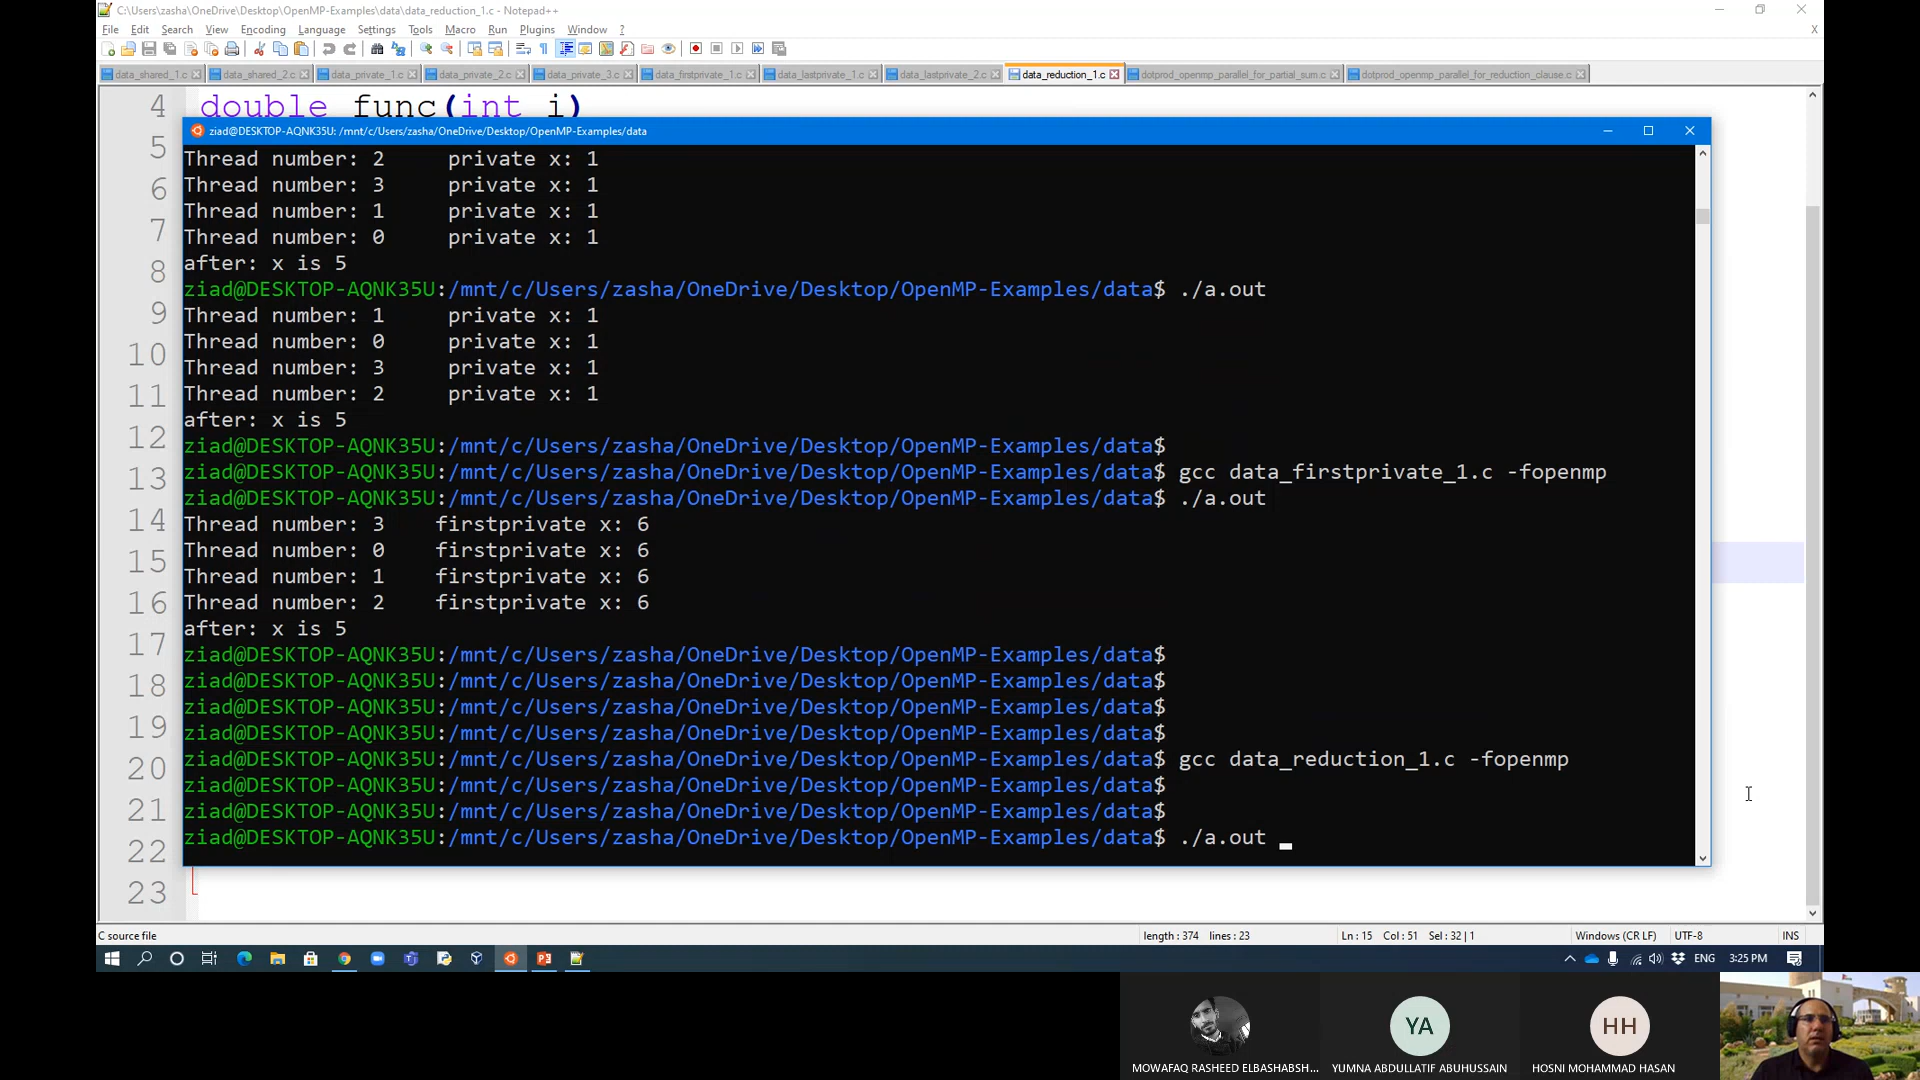 C:\Users\zasha\OneDrive\Desktop\OpenMP-Examples\data\data_reduction_1.c - Notepad++
File Edit Search View Encoding Language Settings Tools Macro Run Plugins Window ? X
data_shared_1.c data_shared_2.c data_private_1.c data_private_2.c data_private_3.c data_firstprivate_1.c data_lastprivate_1.c data_lastprivate_2.c data_reduction_1.c dotprod_openmp_parallel_for_partial_sum.c dotprod_openmp_parallel_for_reduction_clause.c
4 double func(int i)
5
6
7
8
9
10
11
12
13
14
15
16
17
18
19
20
21
22
23
ziad@DESKTOP-AQNK35U: /mnt/c/Users/zasha/OneDrive/Desktop/OpenMP-Examples/data
Thread number: 2 private x: 1
Thread number: 3 private x: 1
Thread number: 1 private x: 1
Thread number: 0 private x: 1
after: x is 5
ziad@DESKTOP-AQNK35U:/mnt/c/Users/zasha/OneDrive/Desktop/OpenMP-Examples/data$ ./a.out
Thread number: 1 private x: 1
Thread number: 0 private x: 1
Thread number: 3 private x: 1
Thread number: 2 private x: 1
after: x is 5
ziad@DESKTOP-AQNK35U:/mnt/c/Users/zasha/OneDrive/Desktop/OpenMP-Examples/data$
ziad@DESKTOP-AQNK35U:/mnt/c/Users/zasha/OneDrive/Desktop/OpenMP-Examples/data$ gcc data_firstprivate_1.c -fopenmp
ziad@DESKTOP-AQNK35U:/mnt/c/Users/zasha/OneDrive/Desktop/OpenMP-Examples/data$ ./a.out
Thread number: 3 firstprivate x: 6
Thread number: 0 firstprivate x: 6
Thread number: 1 firstprivate x: 6
Thread number: 2 firstprivate x: 6
after: x is 5
ziad@DESKTOP-AQNK35U:/mnt/c/Users/zasha/OneDrive/Desktop/OpenMP-Examples/data$
ziad@DESKTOP-AQNK35U:/mnt/c/Users/zasha/OneDrive/Desktop/OpenMP-Examples/data$
ziad@DESKTOP-AQNK35U:/mnt/c/Users/zasha/OneDrive/Desktop/OpenMP-Examples/data$
ziad@DESKTOP-AQNK35U:/mnt/c/Users/zasha/OneDrive/Desktop/OpenMP-Examples/data$
ziad@DESKTOP-AQNK35U:/mnt/c/Users/zasha/OneDrive/Desktop/OpenMP-Examples/data$ gcc data_reduction_1.c -fopenmp
ziad@DESKTOP-AQNK35U:/mnt/c/Users/zasha/OneDrive/Desktop/OpenMP-Examples/data$
ziad@DESKTOP-AQNK35U:/mnt/c/Users/zasha/OneDrive/Desktop/OpenMP-Examples/data$
ziad@DESKTOP-AQNK35U:/mnt/c/Users/zasha/OneDrive/Desktop/OpenMP-Examples/data$ ./a.out
C source file length : 374 lines : 23 Ln : 15 Col : 51 Sel : 32 | 1 Windows (CR LF) UTF-8 INS
ENG 3:25 PM
YA HH
MOWAFAQ RASHEED ELBASHABSH... YUMNA ABDULLATIF ABUHUSSAIN HOSNI MOHAMMAD HASAN